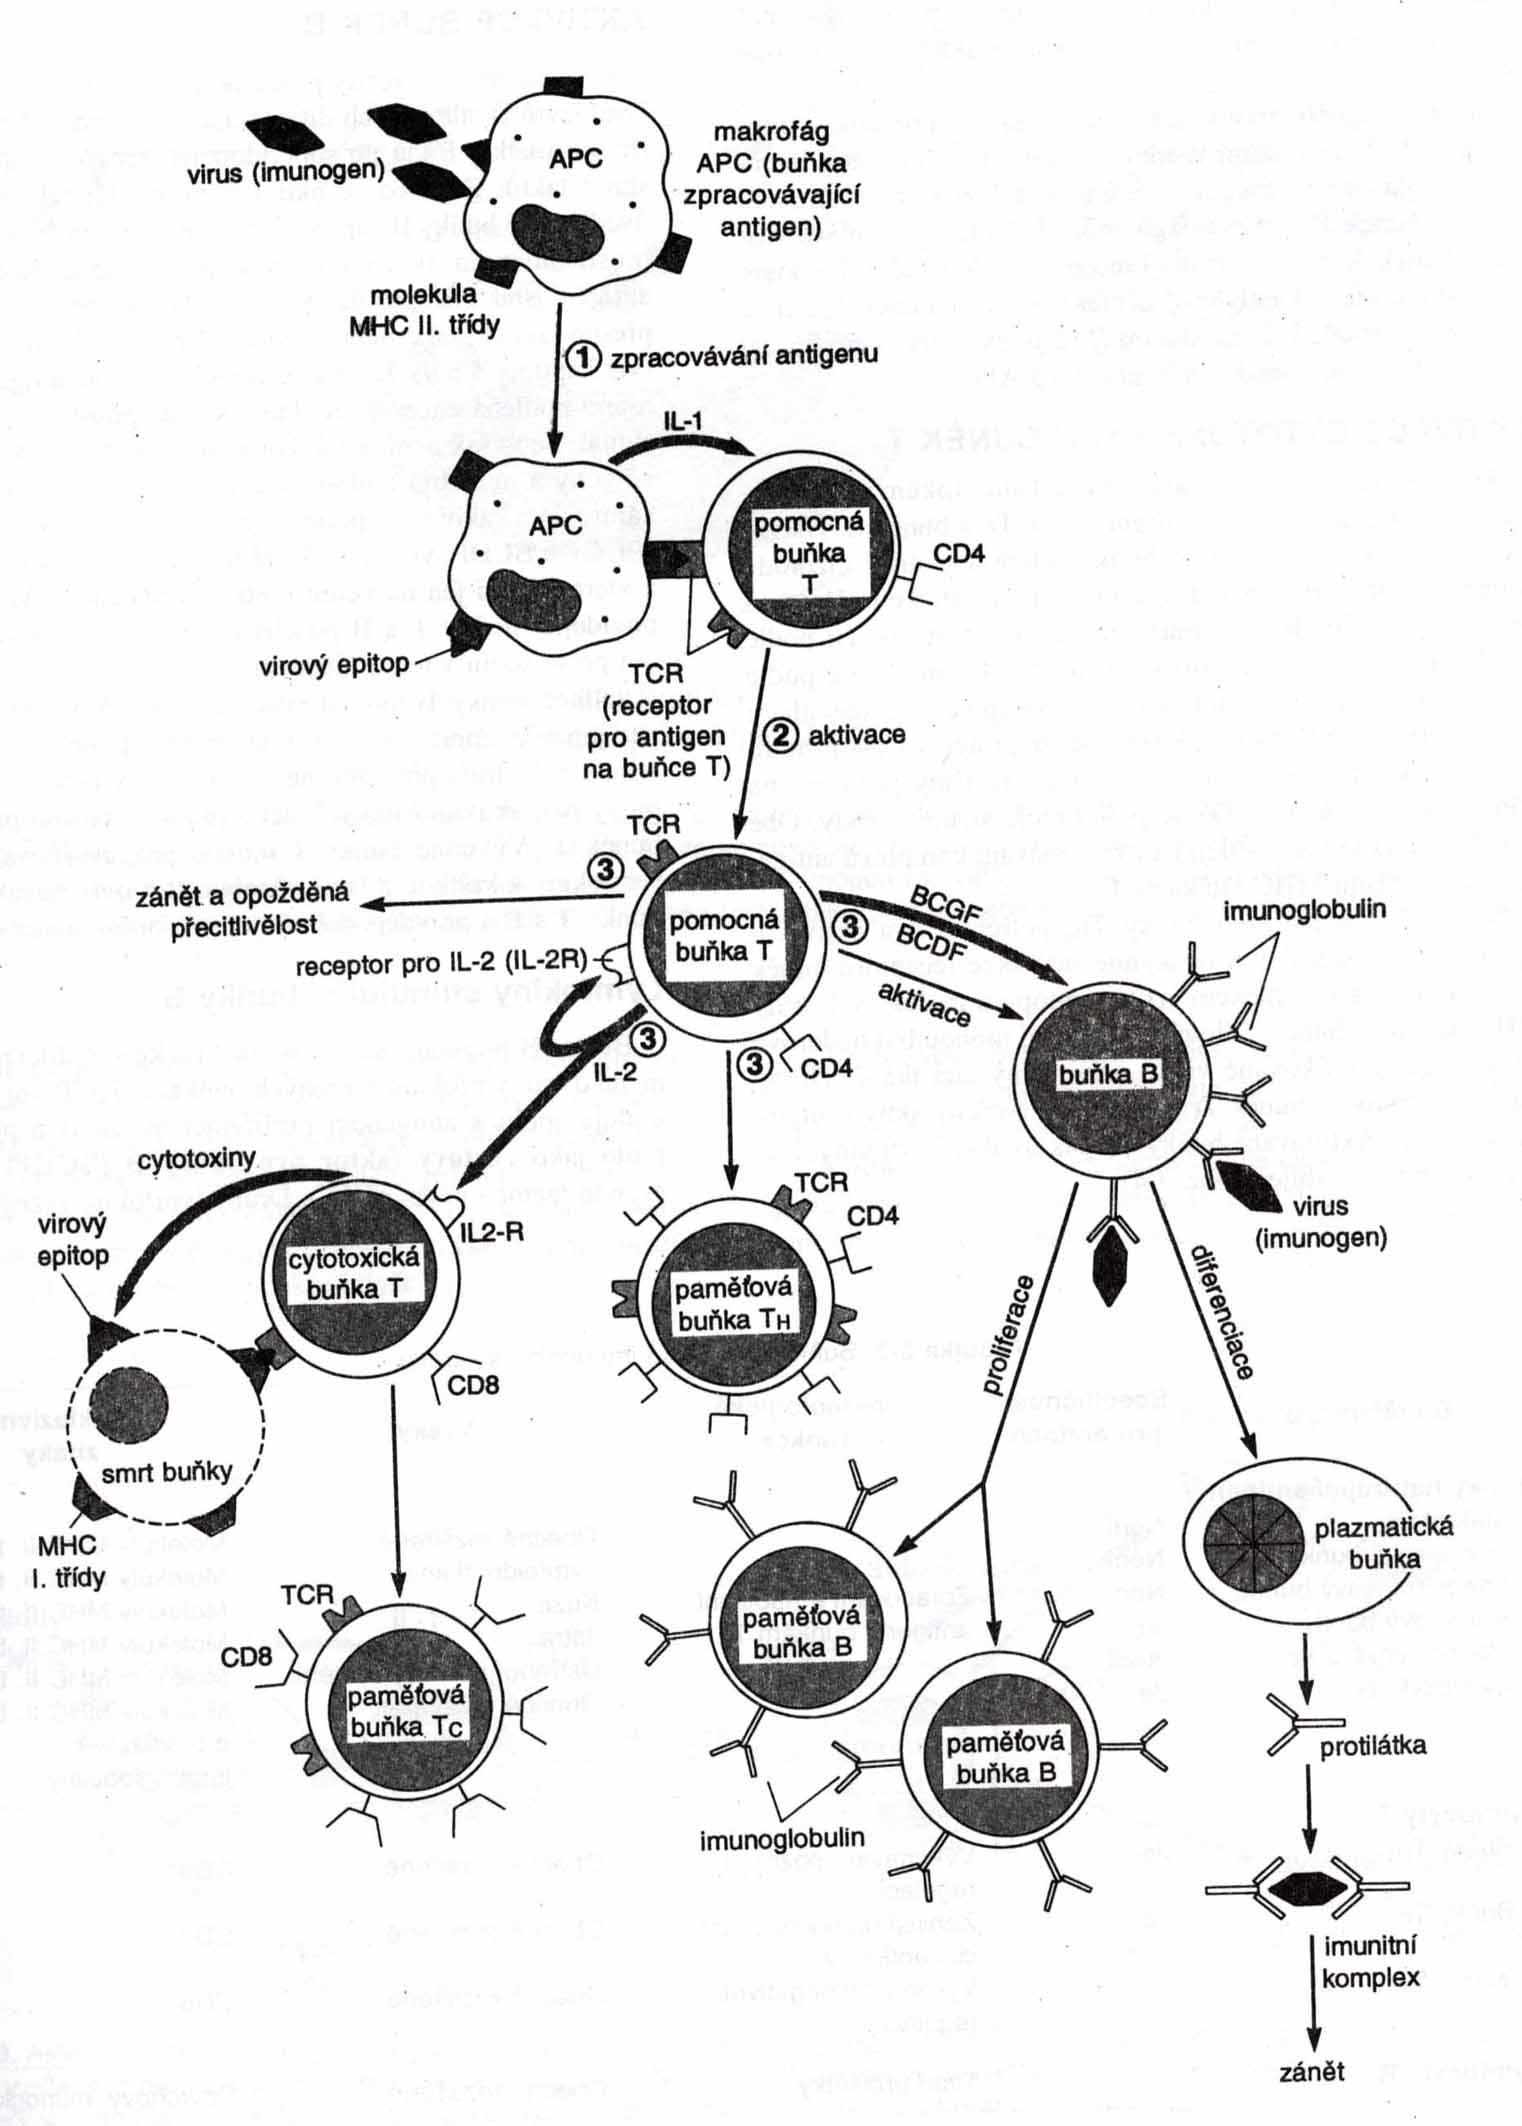 APC
makrofág
APC (buňka
zpracovávající
antigen)
virus (imunogen)
molekula
MHC II. třídy
1 zpracovávání antigenu
IL-1
APC
pomocná
buňka
T
CD4
virový epitop
TCR
(receptor
pro antigen
na buňce T)
2 aktivace
TCR
3
zánět a opožděná
přecitlivělost
pomocná
buňka T
BCGF
3
BCDF
aktivace
imunoglobulin
receptor pro IL-2 (IL-2R)
3
IL-2
3
CD4
buňka B
cytotoxiny
virový
epitop
cytotoxická
buňka T
IL2-R
CD8
TCR
CD4
paměťová
buňka TH
virus
(imunogen)
proliferace
diferenciace
smrt buňky
MHC
I. třídy
TCR
CD8
paměťová
buňka TC
paměťová
buňka B
paměťová
buňka B
imunoglobulin
plazmatická
buňka
protilátka
imunitní
komplex
zánět